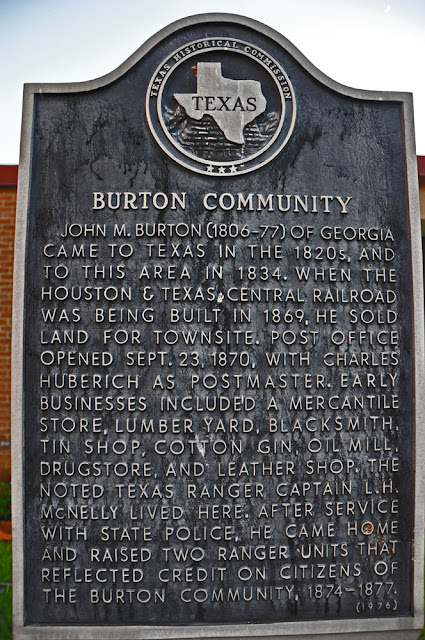 TEXAS HISTORICAL COMMISSION
TEXAS
BURTON COMMUNITY
JOHN M. BURTON (1806-77) OF GEORGIA
CAME TO TEXAS IN THE 1820S, AND
TO THIS AREA IN 1834. WHEN THE
HOUSTON & TEXAS CENTRAL RAILROAD
WAS BEING BUILT IN 1869, HE SOLD
LAND FOR TOWNSITE. POST OFFICE
OPENED SEPT. 23, 1870, WITH CHARLES
HUBERICH AS POSTMASTER. EARLY
BUSINESSES INCLUDED A MERCANTILE
STORE, LUMBER YARD, BLACKSMITH,
TIN SHOP, COTTON GIN, OIL MILL,
DRUGSTORE, AND LEATHER SHOP. THE
NOTED TEXAS RANGER CAPTAIN L.H.
McNELLY LIVED HERE. AFTER SERVICE
WITH STATE POLICE, HE CAME HOME
AND RAISED TWO RANGER UNITS THAT
REFLECTED CREDIT ON CITIZENS OF
THE BURTON COMMUNITY, 1874-1877.
(1976)